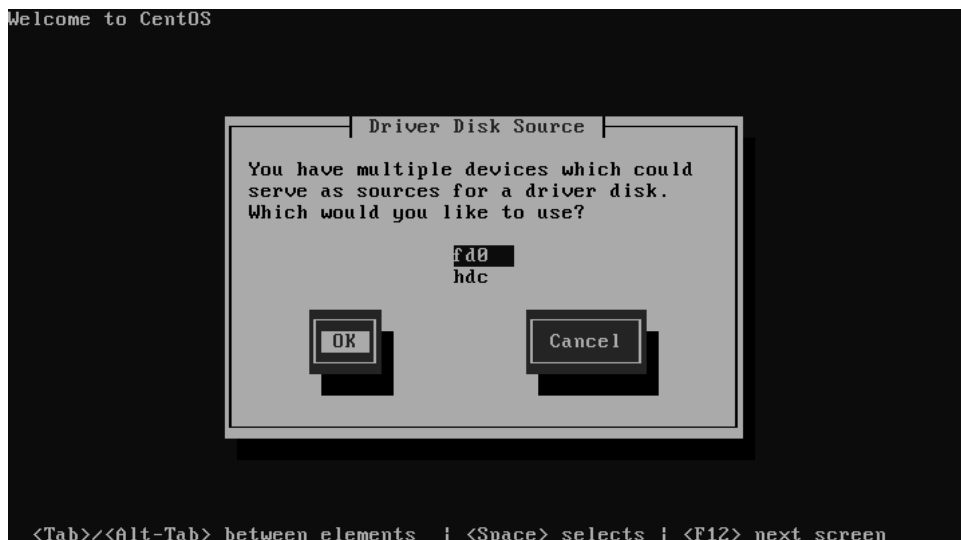 Welcome to CentOS
Driver Disk Source
You have multiple devices which could
serve as sources for a driver disk.
Which would you like to use?
fd0
hdc
OK
Cancel
<Tab>/<Alt-Tab> between elements | <Space> selects | <F12> next screen